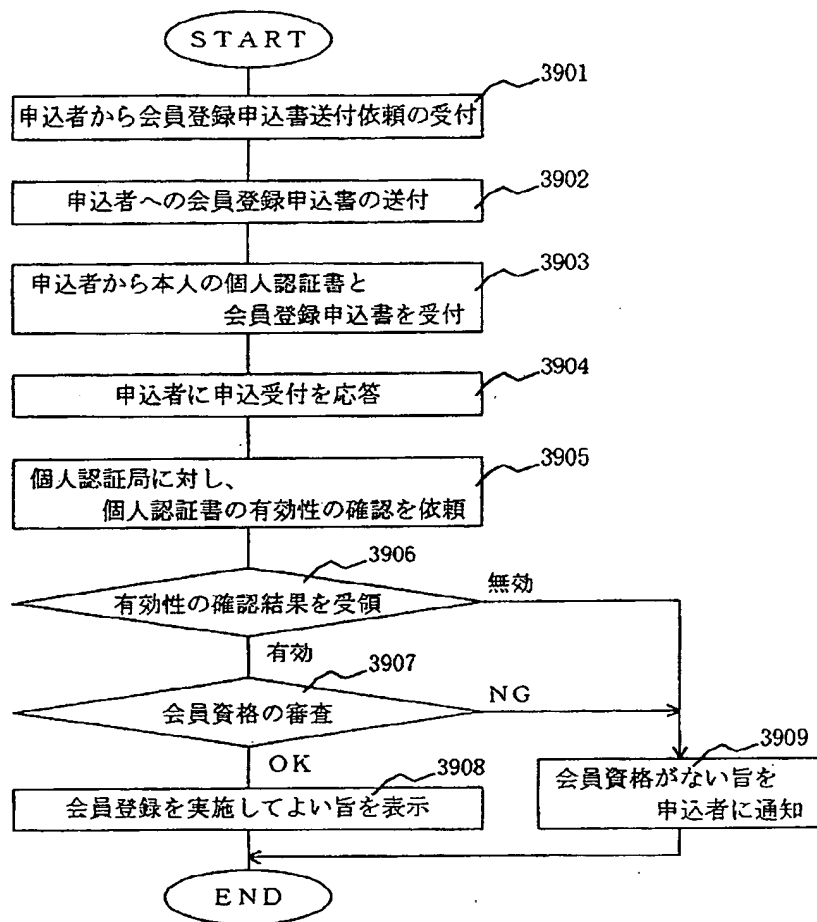 START
3901
申込者から会員登録申込書送付依頼の受付
3902
申込者への会員登録申込書の送付
3903
申込者から本人の個人認証書と
会員登録申込書を受付
3904
申込者に申込受付を応答
3905
個人認証局に対し、
個人認証書の有効性の確認を依頼
3906
有効性の確認結果を受領
無効
有効
3907
会員資格の審査
NG
OK
3908
会員登録を実施してよい旨を表示
3909
会員資格がない旨を
申込者に通知
END